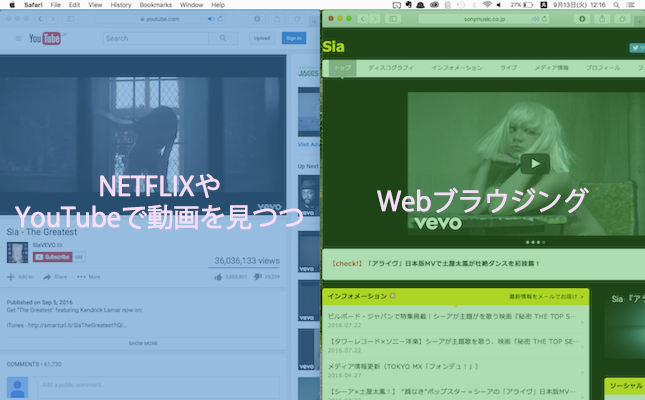 Safari File Edit View History Bookmarks Window Help
27% 9月13日(火) 12:16
youtube.com
YouTube
Search
Upload
Sign in
NETFLIXや
YouTubeで動画を見つつ
vevo
Up Next
Sia - The Greatest
SiaVEVO
Subscribe
36,036,133 views
Add to Share More
Published on Sep 5, 2016
Get "The Greatest" featuring Kendrick Lamar now on:
iTunes - http://smarturl.it/SiaTheGreatest?IQ...
SHOW MORE
COMMENTS • 61,730
Add a public comment...
sonymusic.co.jp
Sia
トップ ディスコグラフィ インフォメーション ライブ メディア情報 プロフィール
Webブラウジング
vevo
【check!】「アライヴ」日本版MVで土屋太鳳が壮絶ダンスを初披露！
インフォメーション
最新情報をメールでお届け >
ビルボード・ジャパンで特集掲載！シーアが主題がを歌う映画『秘密 THE TOP S...
2016.07.22
【タワーレコード×ソニー洋楽】シーアが主題歌を歌う、映画『秘密 THE TOP SE...
2016.07.22
メディア情報更新（TOKYO MX「フォンデュ！」）
2016.04.27
【シーア×土屋太鳳！】 “顔なき”ポップスター＝シーアの「アライヴ」日本版MV...
Sia 『ア
ソーシャル